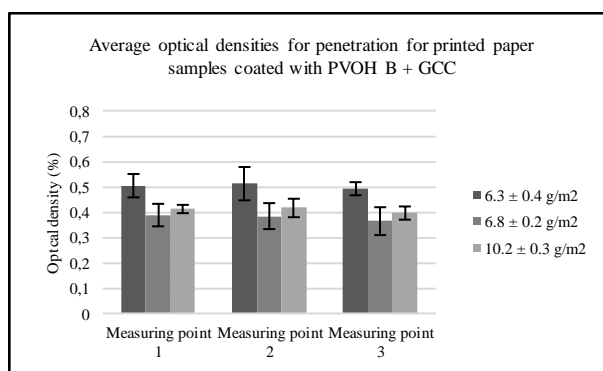 Average optical densities for penetration for printed paper
samples coated with PVOH B + GCC
0,8
0,7
0,6
0,5
0,4
0,3
0,2
0,1
0
Optcal density (%)
Measuring point
1
Measuring point
2
Measuring point
3
6.3 ± 0.4 g/m2
6.8 ± 0.2 g/m2
10.2 ± 0.3 g/m2